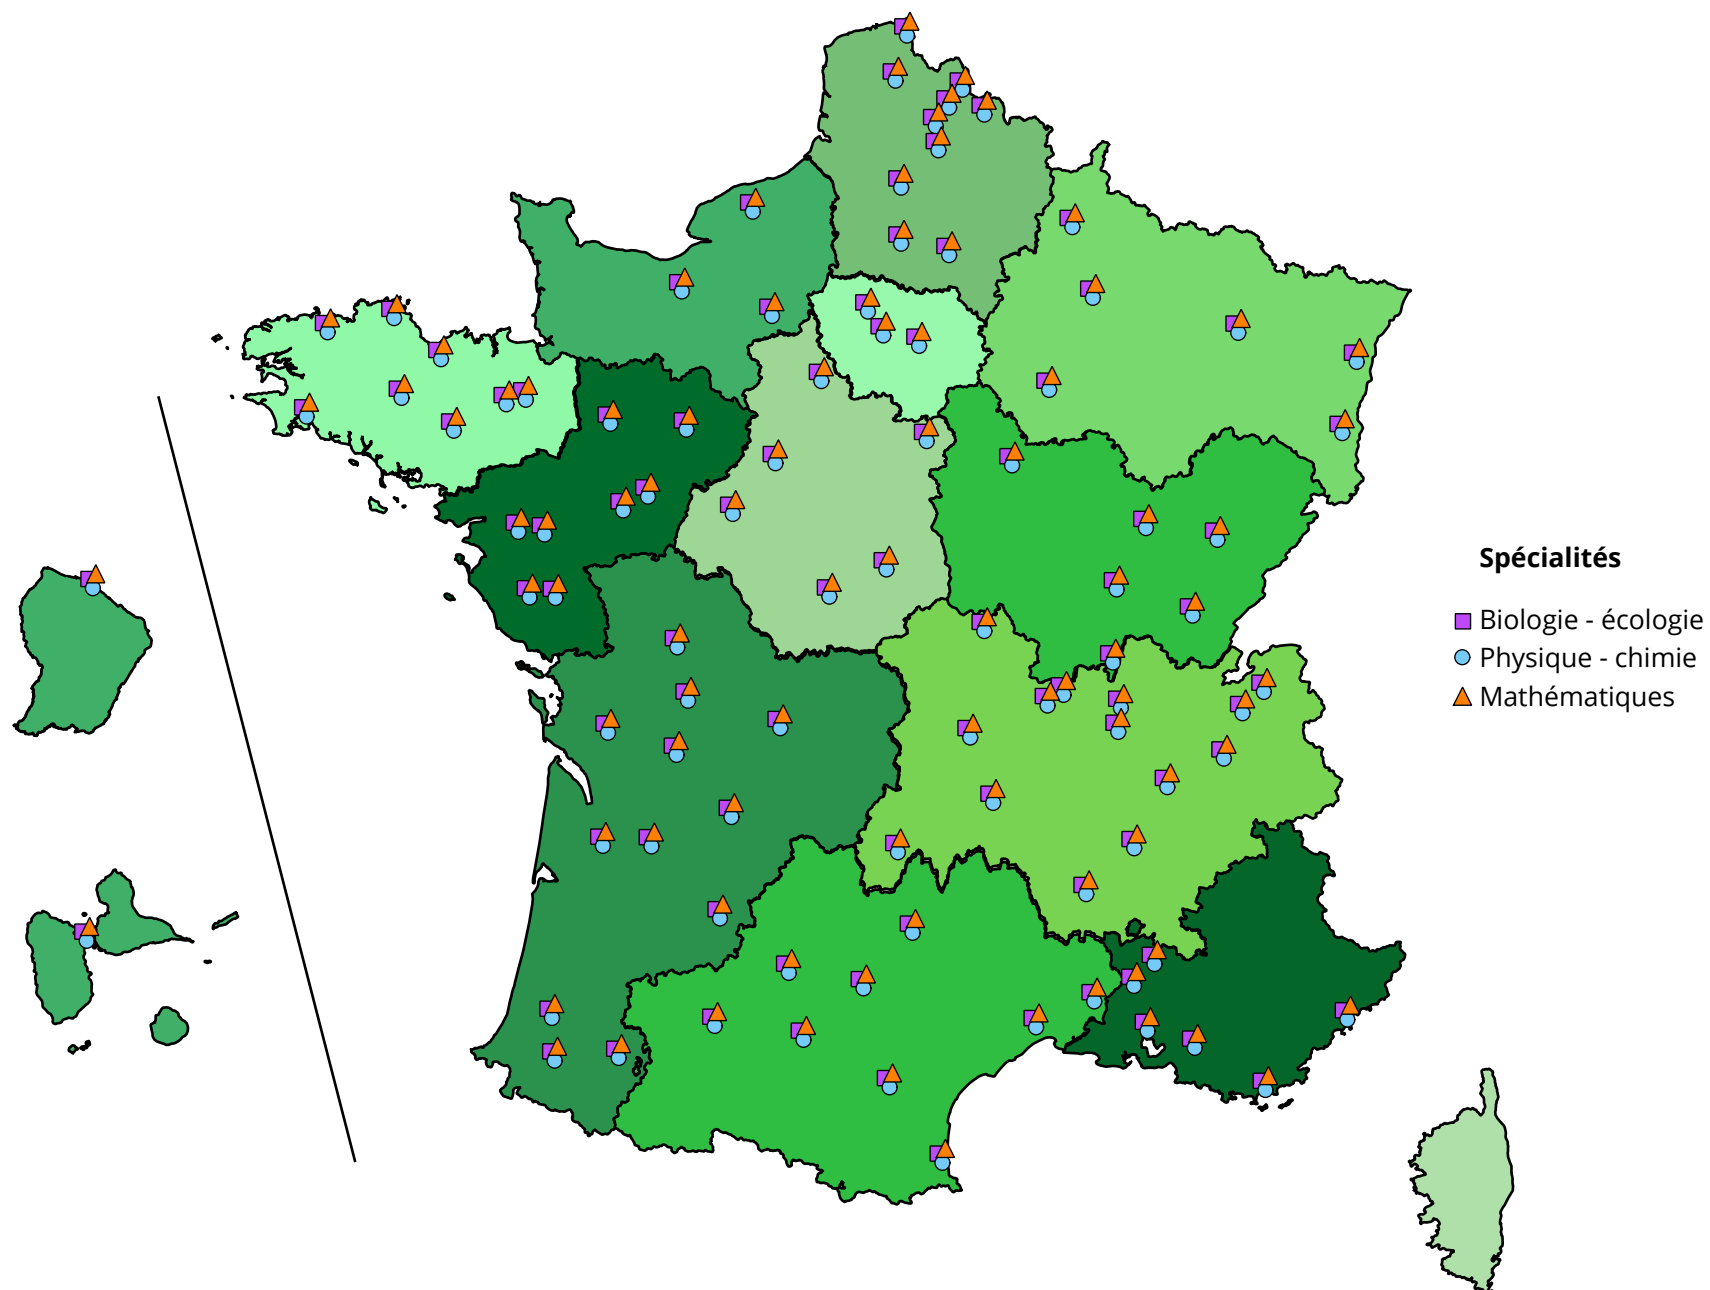 Spécialités
Biologie - écologie
Physique - chimie
Mathématiques